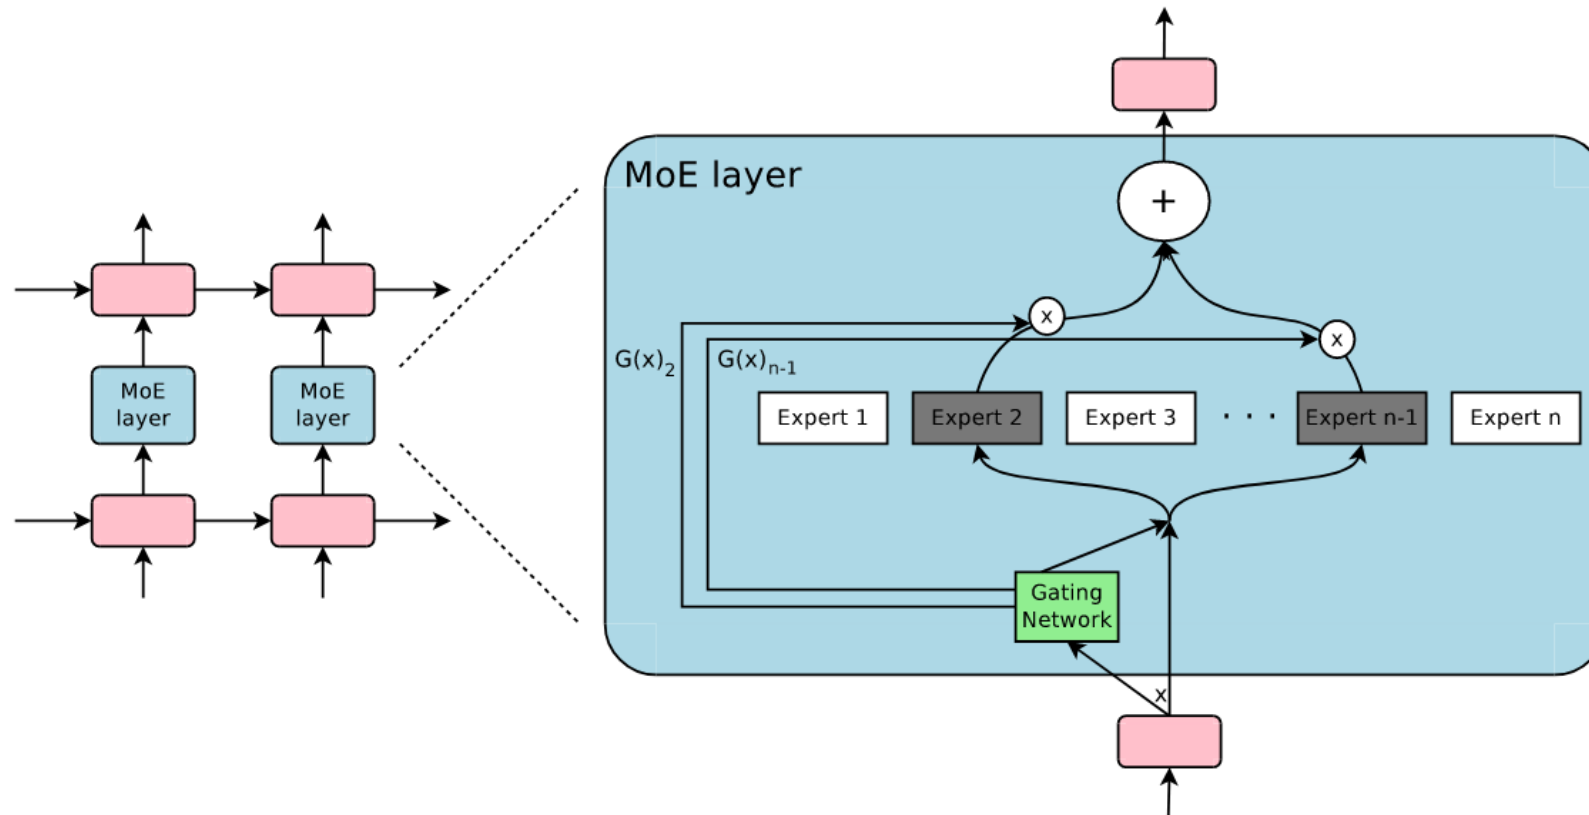 MoE layer
+
x
x
G(x)2
G(x)n-1
MoE
layer
MoE
layer
Expert 1
Expert 2
Expert 3
. . .
Expert n-1
Expert n
Gating
Network
x